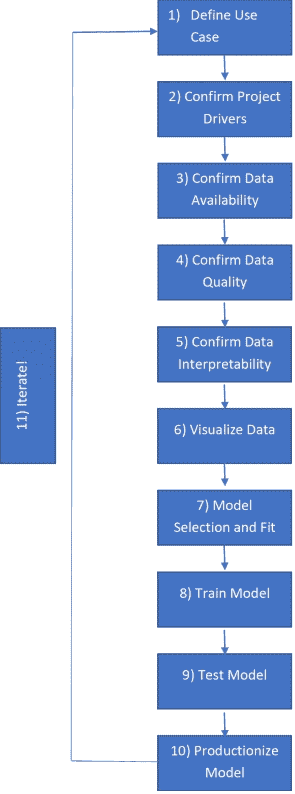 1) Define Use
Case
2) Confirm Project
Drivers
3) Confirm Data
Availability
4) Confirm Data
Quality
5) Confirm Data
Interpretability
6) Visualize Data
7) Model
Selection and Fit
8) Train Model
9) Test Model
10) Productionize
Model
11) Iterate!